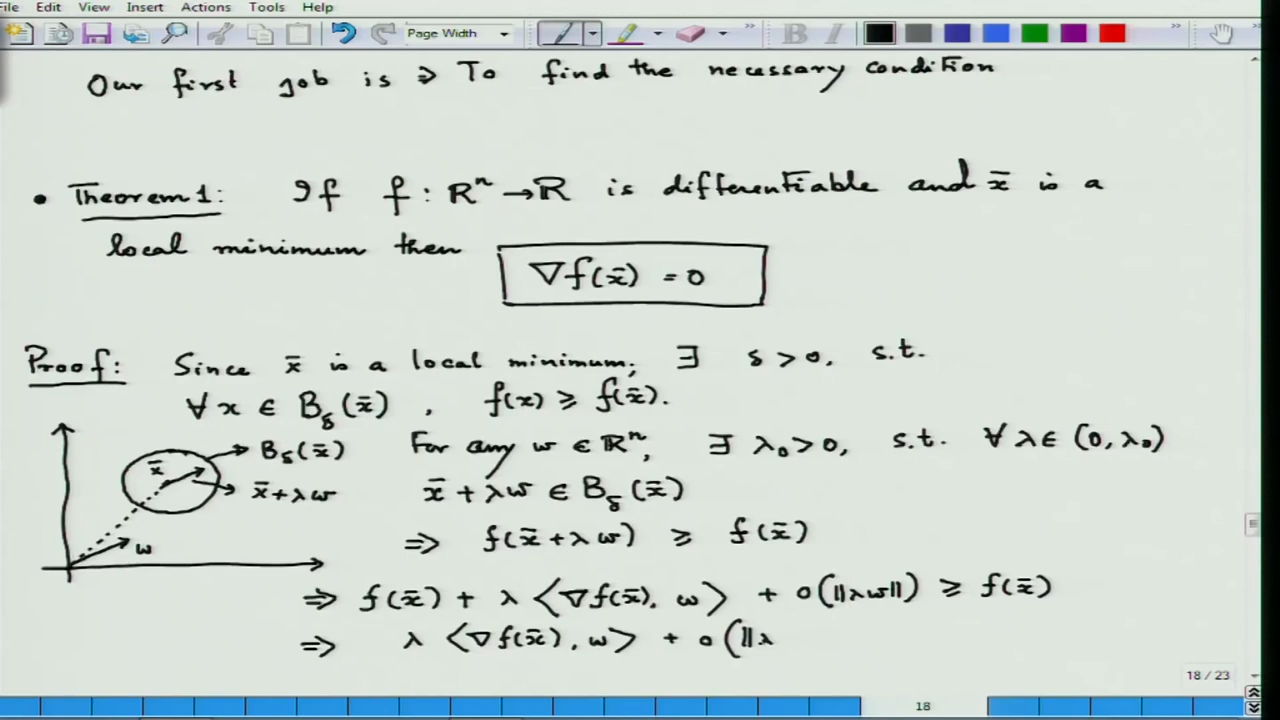 File Edit View Insert Actions Tools Help
Page Width
Our first job is ⇒ To find the necessary condition
• Theorem 1: If f : ℝⁿ → ℝ is differentiable and x̄ is a
local minimum then ∇f(x̄) = 0
Proof: Since x̄ is a local minimum, ∃ δ > 0, s.t.
∀ x ∈ B_δ(x̄), f(x) ≥ f(x̄).
For any w ∈ ℝⁿ, ∃ λ₀ > 0, s.t. ∀ λ ∈ (0, λ₀)
x̄ B_δ(x̄)
x̄ + λw x̄ + λw ∈ B_δ(x̄)
w ⇒ f(x̄ + λw) ≥ f(x̄)
⇒ f(x̄) + λ ⟨∇f(x̄), w⟩ + o(‖λw‖) ≥ f(x̄)
⇒ λ ⟨∇f(x̄), w⟩ + o(‖λ
18 / 23
18